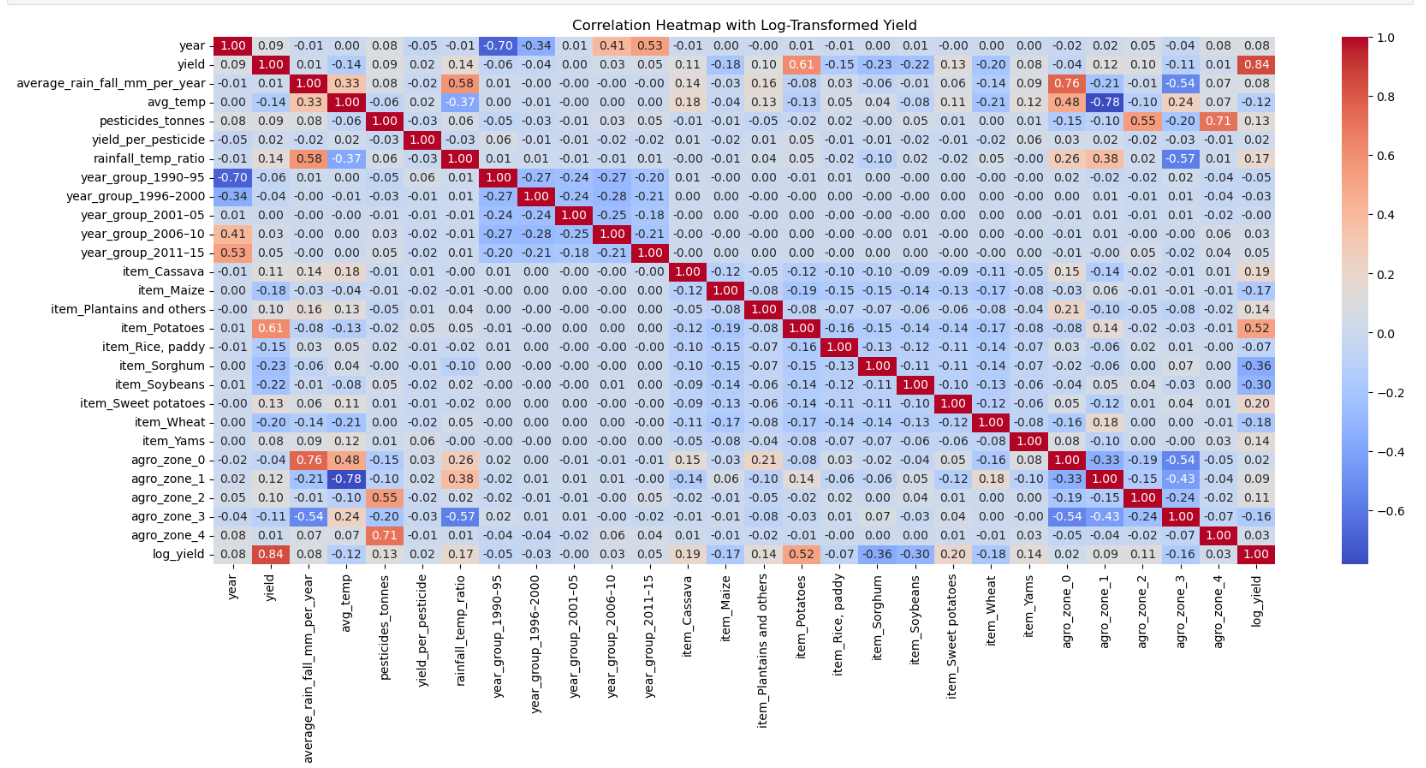 Correlation Heatmap with Log-Transformed Yield
year 1.00 0.09 -0.01 0.00 0.08 -0.05 -0.01 -0.70 -0.34 0.01 0.41 0.53 -0.01 0.00 -0.00 0.01 -0.01 0.00 0.01 -0.00 0.00 0.00 -0.02 0.02 0.05 -0.04 0.08 0.08
yield 0.09 1.00 0.01 -0.14 0.09 0.02 0.14 -0.06 -0.04 -0.00 0.03 0.05 0.11 -0.18 0.10 0.61 -0.15 -0.23 -0.22 0.13 -0.20 0.08 -0.04 0.12 0.10 -0.11 0.01 0.84
average_rain_fall_mm_per_year -0.01 0.01 1.00 0.33 0.08 -0.02 0.58 0.01 -0.00 -0.00 -0.00 -0.00 0.14 -0.03 0.16 -0.08 0.03 -0.06 -0.01 0.06 -0.14 0.09 0.76 -0.21 -0.01 -0.54 0.07 0.08
avg_temp 0.00 -0.14 0.33 1.00 -0.06 0.02 -0.37 0.00 -0.01 -0.00 0.00 0.00 0.18 -0.04 0.13 -0.13 0.05 0.04 -0.08 0.11 -0.21 0.12 0.48 -0.78 -0.10 0.24 0.07 -0.12
pesticides_tonnes 0.08 0.09 0.08 -0.06 1.00 -0.03 0.06 -0.05 -0.03 -0.01 0.03 0.05 -0.01 -0.01 -0.05 -0.02 0.02 -0.00 0.05 0.01 0.00 0.01 -0.15 -0.10 0.55 -0.20 0.71 0.13
yield_per_pesticide -0.05 0.02 -0.02 0.02 -0.03 1.00 -0.03 0.06 -0.01 -0.01 -0.02 -0.02 0.01 -0.02 0.01 0.05 -0.01 -0.01 -0.02 -0.01 -0.02 0.06 0.03 -0.02 -0.02 -0.03 -0.01 0.02
rainfall_temp_ratio -0.01 0.14 0.58 -0.37 0.06 -0.03 1.00 0.01 0.01 -0.01 -0.01 0.01 -0.00 -0.01 0.04 0.05 -0.02 -0.10 0.02 -0.02 0.05 -0.00 0.26 0.38 0.02 -0.57 0.01 0.17
year_group_1990–95 -0.70 -0.06 0.01 0.00 -0.05 0.06 0.01 1.00 -0.27 -0.24 -0.27 -0.20 0.01 -0.00 0.00 -0.01 0.01 0.00 -0.00 0.00 -0.00 0.00 0.02 -0.01 -0.02 0.02 -0.04 -0.05
year_group_1996–2000 -0.34 -0.04 -0.00 -0.01 -0.03 -0.01 0.01 -0.27 1.00 -0.24 -0.28 -0.21 0.00 -0.00 0.00 -0.00 0.00 -0.00 -0.00 0.00 -0.00 -0.00 0.00 -0.01 -0.01 0.01 -0.04 -0.03
year_group_2001–05 0.01 0.00 -0.00 -0.00 -0.01 -0.01 -0.01 -0.24 -0.24 1.00 -0.25 -0.18 -0.00 0.00 -0.00 0.00 -0.00 -0.00 0.00 -0.00 0.00 -0.00 -0.01 0.01 -0.01 0.01 -0.02 -0.00
year_group_2006–10 0.41 0.03 -0.00 0.00 0.03 -0.02 -0.01 -0.27 -0.28 -0.25 1.00 -0.21 -0.00 0.00 -0.00 0.00 -0.00 -0.00 0.01 -0.00 0.00 -0.00 -0.01 0.01 -0.00 -0.00 0.06 0.03
year_group_2011–15 0.53 0.05 -0.00 0.00 0.05 -0.02 0.01 -0.20 -0.21 -0.18 -0.21 1.00 -0.00 0.00 -0.00 0.00 -0.00 0.00 0.00 -0.00 0.00 0.00 -0.01 -0.00 0.05 -0.02 0.04 0.05
item_Cassava -0.01 0.11 0.14 0.18 -0.01 0.01 -0.00 0.01 0.00 -0.00 -0.00 -0.00 1.00 -0.12 -0.05 -0.12 -0.10 -0.10 -0.09 -0.09 -0.11 -0.05 0.15 -0.14 -0.02 -0.01 0.01 0.19
item_Maize 0.00 -0.18 -0.03 -0.04 -0.01 -0.02 -0.01 -0.00 -0.00 0.00 0.00 0.00 -0.12 1.00 -0.08 -0.19 -0.15 -0.15 -0.14 -0.13 -0.17 -0.08 -0.03 0.06 -0.01 -0.01 -0.01 -0.17
item_Plantains and others -0.00 0.10 0.16 0.13 -0.05 0.01 0.04 0.00 0.00 -0.00 -0.00 -0.00 -0.05 -0.08 1.00 -0.08 -0.07 -0.07 -0.06 -0.06 -0.08 -0.04 0.21 -0.10 -0.05 -0.08 -0.02 0.14
item_Potatoes 0.01 0.61 -0.08 -0.13 -0.02 0.05 0.05 -0.01 -0.00 0.00 0.00 0.00 -0.12 -0.19 -0.08 1.00 -0.16 -0.15 -0.14 -0.14 -0.17 -0.08 -0.08 0.14 -0.02 -0.03 -0.01 0.52
item_Rice, paddy -0.01 -0.15 0.03 0.05 0.02 -0.01 -0.02 0.01 0.00 -0.00 -0.00 -0.00 -0.10 -0.15 -0.07 -0.16 1.00 -0.13 -0.12 -0.11 -0.14 -0.07 0.03 -0.06 0.02 0.01 -0.00 -0.07
item_Sorghum 0.00 -0.23 -0.06 0.04 -0.00 -0.01 -0.10 0.00 -0.00 -0.00 -0.00 0.00 -0.10 -0.15 -0.07 -0.15 -0.13 1.00 -0.11 -0.11 -0.14 -0.07 -0.02 -0.06 0.00 0.07 0.00 -0.36
item_Soybeans 0.01 -0.22 -0.01 -0.08 0.05 -0.02 0.02 -0.00 -0.00 0.00 0.01 0.00 -0.09 -0.14 -0.06 -0.14 -0.12 -0.11 1.00 -0.10 -0.13 -0.06 -0.04 0.05 0.04 -0.03 0.00 -0.30
item_Sweet potatoes -0.00 0.13 0.06 0.11 0.01 -0.01 -0.02 0.00 0.00 -0.00 -0.00 -0.00 -0.09 -0.13 -0.06 -0.14 -0.11 -0.11 -0.10 1.00 -0.12 -0.06 0.05 -0.12 0.01 0.04 0.01 0.20
item_Wheat 0.00 -0.20 -0.14 -0.21 0.00 -0.02 0.05 -0.00 -0.00 0.00 0.00 0.00 -0.11 -0.17 -0.08 -0.17 -0.14 -0.14 -0.13 -0.12 1.00 -0.08 -0.16 0.18 0.00 0.00 -0.00 -0.18
item_Yams 0.00 0.08 0.09 0.12 0.01 0.06 -0.00 0.00 -0.00 -0.00 -0.00 0.00 -0.05 -0.08 -0.04 -0.08 -0.07 -0.07 -0.06 -0.06 -0.08 1.00 0.08 -0.10 0.00 -0.00 -0.03 0.14
agro_zone_0 -0.02 -0.04 0.76 0.48 -0.15 0.03 0.26 0.02 0.00 -0.01 -0.01 -0.01 0.15 -0.03 0.21 -0.08 0.03 -0.02 -0.04 0.05 -0.16 0.08 1.00 -0.33 -0.19 -0.54 -0.05 0.02
agro_zone_1 0.02 0.12 -0.21 -0.78 -0.10 -0.02 0.38 -0.01 -0.01 0.01 0.01 -0.00 -0.14 0.06 -0.10 0.14 -0.06 -0.06 0.05 -0.12 0.18 -0.10 -0.33 1.00 -0.15 -0.43 -0.04 0.09
agro_zone_2 0.05 0.10 -0.01 -0.10 0.55 -0.02 0.02 -0.02 -0.01 -0.01 -0.00 0.05 -0.02 -0.01 -0.05 -0.02 0.02 0.00 0.04 0.01 0.00 0.00 -0.19 -0.15 1.00 -0.24 -0.02 0.11
agro_zone_3 -0.04 -0.11 -0.54 0.24 -0.20 -0.03 -0.57 0.02 0.01 0.01 -0.00 -0.02 -0.01 -0.01 -0.08 -0.03 0.01 0.07 -0.03 0.04 0.00 -0.00 -0.54 -0.43 -0.24 1.00 -0.07 -0.16
agro_zone_4 0.08 0.01 0.07 0.07 0.71 -0.01 0.01 -0.04 -0.04 -0.02 0.06 0.04 0.01 -0.01 -0.02 -0.01 -0.00 0.00 0.00 0.01 -0.00 -0.03 -0.05 -0.04 -0.02 -0.07 1.00 0.03
log_yield 0.08 0.84 0.08 -0.12 0.13 0.02 0.17 -0.05 -0.03 -0.00 0.03 0.05 0.19 -0.17 0.14 0.52 -0.07 -0.36 -0.30 0.20 -0.18 0.14 0.02 0.09 0.11 -0.16 0.03 1.00
year
yield
average_rain_fall_mm_per_year
avg_temp
pesticides_tonnes
yield_per_pesticide
rainfall_temp_ratio
year_group_1990–95
year_group_1996–2000
year_group_2001–05
year_group_2006–10
year_group_2011–15
item_Cassava
item_Maize
item_Plantains and others
item_Potatoes
item_Rice, paddy
item_Sorghum
item_Soybeans
item_Sweet potatoes
item_Wheat
item_Yams
agro_zone_0
agro_zone_1
agro_zone_2
agro_zone_3
agro_zone_4
log_yield
1.0
0.8
0.6
0.4
0.2
0.0
−0.2
−0.4
−0.6